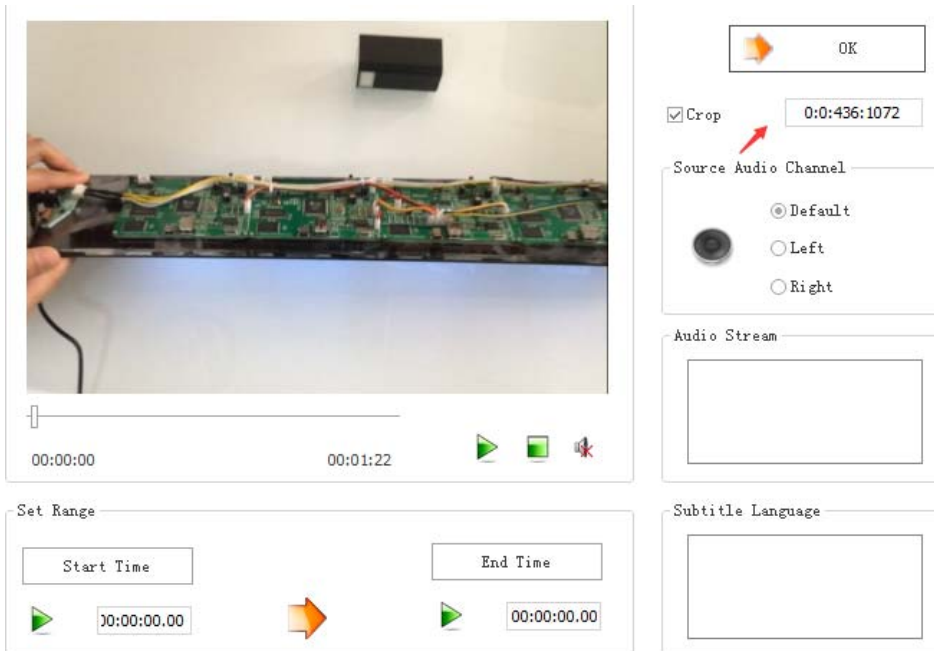 OK
Crop
0:0:436:1072
Source Audio Channel
Default
Left
Right
Audio Stream
00:00:00
00:01:22
Set Range
Start Time
End Time
00:00:00.00
00:00:00.00
Subtitle Language